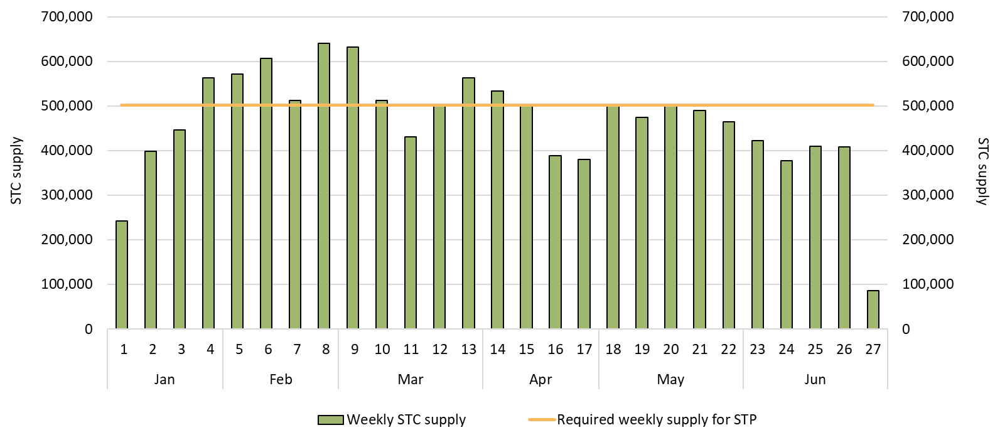 700,000 700,000
600,000 600,000
500,000 500,000
400,000 400,000
300,000 300,000
200,000 200,000
100,000 100,000
0 0
STC supply
STC supply
1 2 3 4 5 6 7 8 9 10 11 12 13 14 15 16 17 18 19 20 21 22 23 24 25 26 27
Jan Feb Mar Apr May Jun
Weekly STC supply Required weekly supply for STP